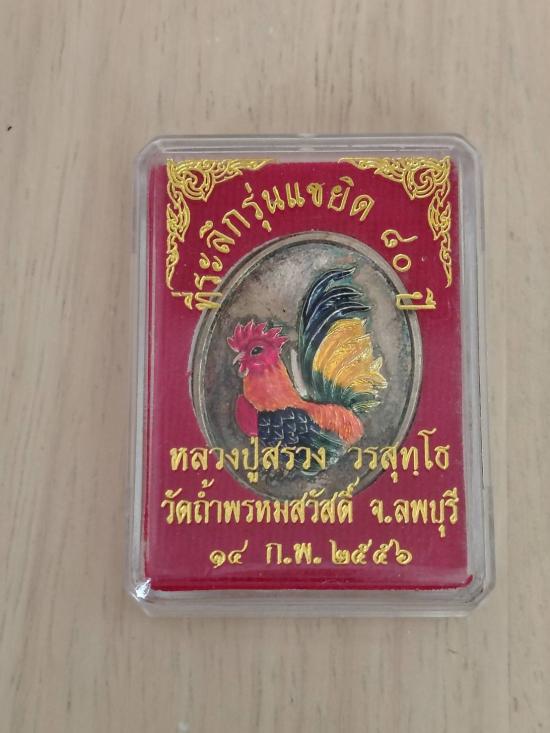 ที่ระลึกรุ่นแซยิด ๘๐ ปี
หลวงปู่สรวง วรสุทฺโธ
วัดถ้ำพรหมสวัสดิ์ จ.ลพบุรี
๑๔ ก.พ. ๒๕๕๖